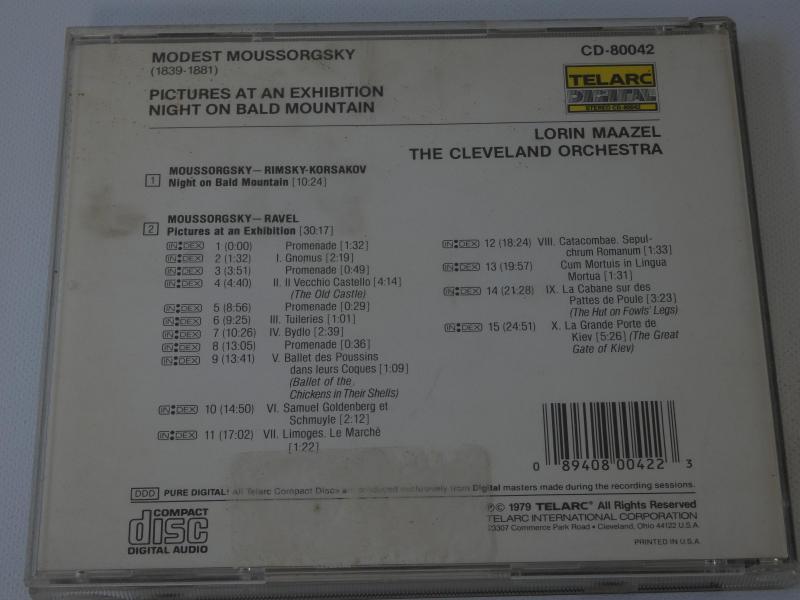 MODEST MOUSSORGSKY
(1839-1881)
PICTURES AT AN EXHIBITION
NIGHT ON BALD MOUNTAIN
CD-80042
TELARC
DIGITAL
STEREO CD-80042
LORIN MAAZEL
THE CLEVELAND ORCHESTRA
1 MOUSSORGSKY—RIMSKY-KORSAKOV
Night on Bald Mountain [10:24]
2 MOUSSORGSKY—RAVEL
Pictures at an Exhibition [30:17]
INDEX 1 (0:00) Promenade [1:32]
INDEX 2 (1:32) I. Gnomus [2:19]
INDEX 3 (3:51) Promenade [0:49]
INDEX 4 (4:40) II. Il Vecchio Castello [4:14]
(The Old Castle)
INDEX 5 (8:56) Promenade [0:29]
INDEX 6 (9:25) III. Tuileries [1:01]
INDEX 7 (10:26) IV. Bydlo [2:39]
INDEX 8 (13:05) Promenade [0:36]
INDEX 9 (13:41) V. Ballet des Poussins
dans leurs Coques [1:09]
(Ballet of the
Chickens in Their Shells)
INDEX 10 (14:50) VI. Samuel Goldenberg et
Schmuyle [2:12]
INDEX 11 (17:02) VII. Limoges. Le Marché
[1:22]
INDEX 12 (18:24) VIII. Catacombae. Sepul-
chrum Romanum [1:33]
INDEX 13 (19:57) Cum Mortuis in Lingua
Mortua [1:31]
INDEX 14 (21:28) IX. La Cabane sur des
Pattes de Poule [3:23]
(The Hut on Fowls' Legs)
INDEX 15 (24:51) X. La Grande Porte de
Kiev [5:26] (The Great
Gate of Kiev)
0 89408 00422 3
DDD PURE DIGITAL! All Telarc Compact Discs are produced exclusively from Digital masters made during the recording sessions.
COMPACT
disc
DIGITAL AUDIO
℗© 1979 TELARC® All Rights Reserved
TELARC INTERNATIONAL CORPORATION
23307 Commerce Park Road • Cleveland, Ohio 44122 U.S.A.
PRINTED IN U.S.A.